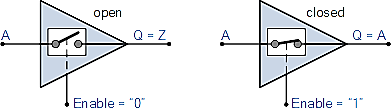 open
closed
A
Q = Z
A
Q = A
Enable = "0"
Enable = "1"